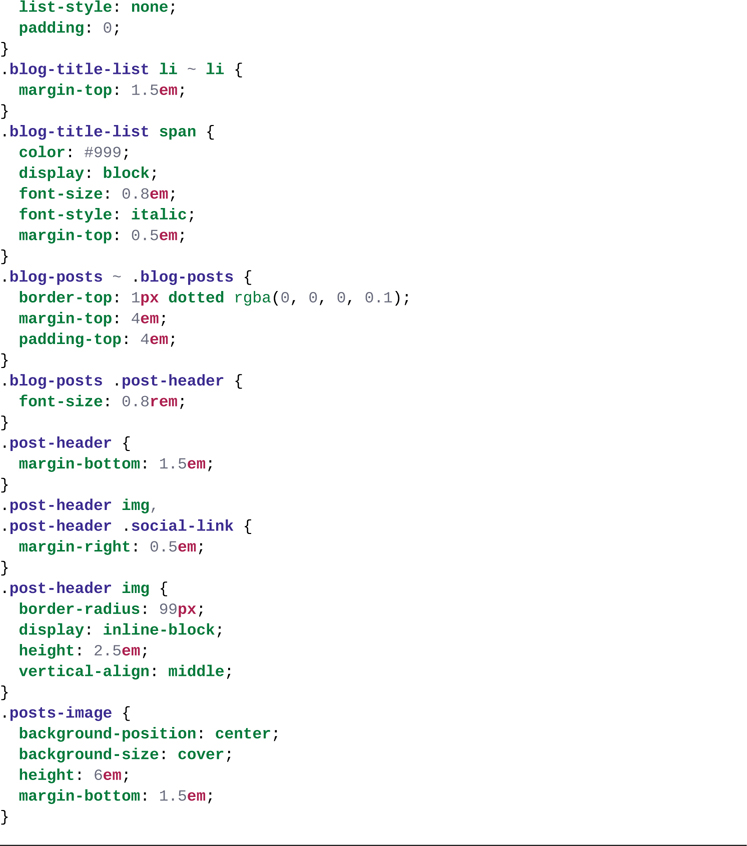 list-style: none;
  padding: 0;
}
.blog-title-list li ~ li {
  margin-top: 1.5em;
}
.blog-title-list span {
  color: #999;
  display: block;
  font-size: 0.8em;
  font-style: italic;
  margin-top: 0.5em;
}
.blog-posts ~ .blog-posts {
  border-top: 1px dotted rgba(0, 0, 0, 0.1);
  margin-top: 4em;
  padding-top: 4em;
}
.blog-posts .post-header {
  font-size: 0.8rem;
}
.post-header {
  margin-bottom: 1.5em;
}
.post-header img,
.post-header .social-link {
  margin-right: 0.5em;
}
.post-header img {
  border-radius: 99px;
  display: inline-block;
  height: 2.5em;
  vertical-align: middle;
}
.posts-image {
  background-position: center;
  background-size: cover;
  height: 6em;
  margin-bottom: 1.5em;
}